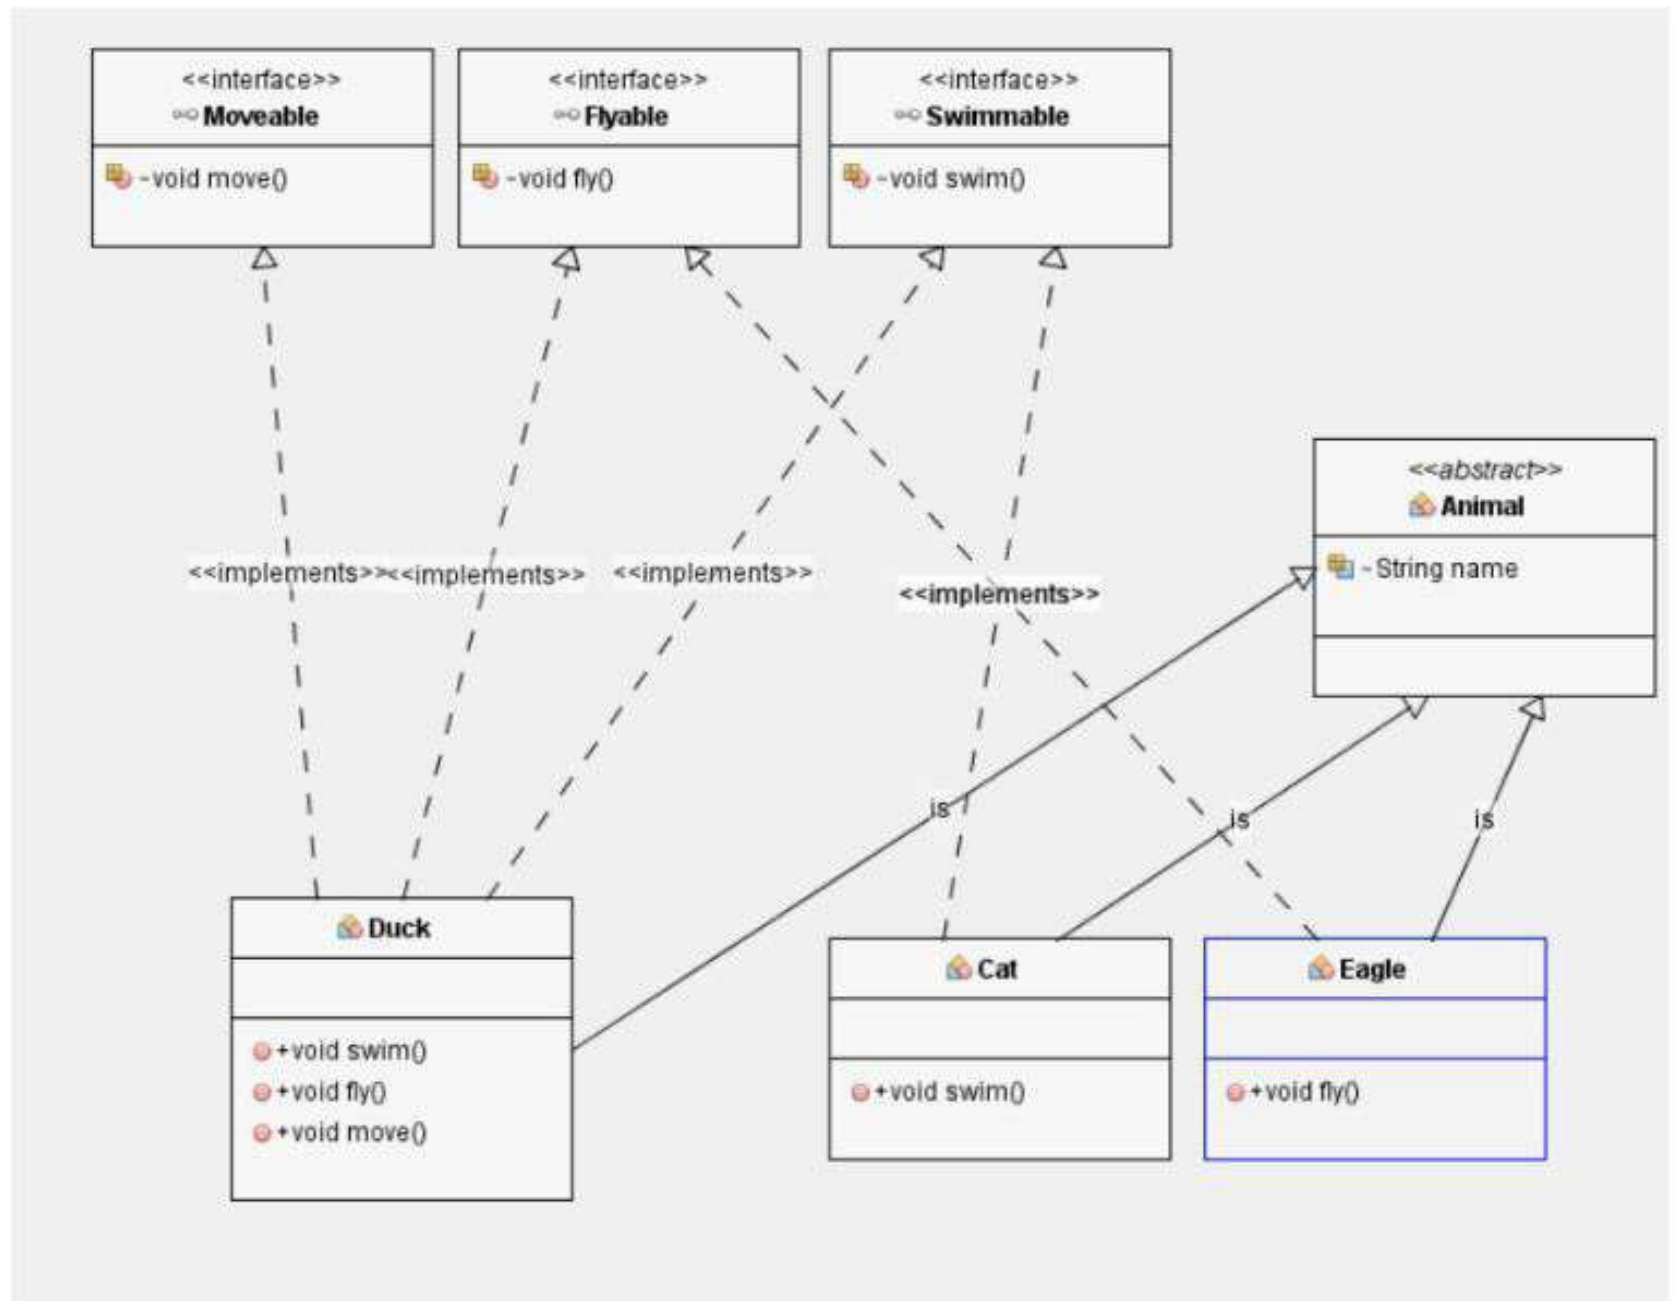 <<interface>>
Moveable
~void move()
<<interface>>
Flyable
~void fly()
<<interface>>
Swimmable
~void swim()
<<abstract>>
Animal
~String name
<<implements>>
<<implements>>
<<implements>>
<<implements>>
is
is
is
Duck
+void swim()
+void fly()
+void move()
Cat
+void swim()
Eagle
+void fly()